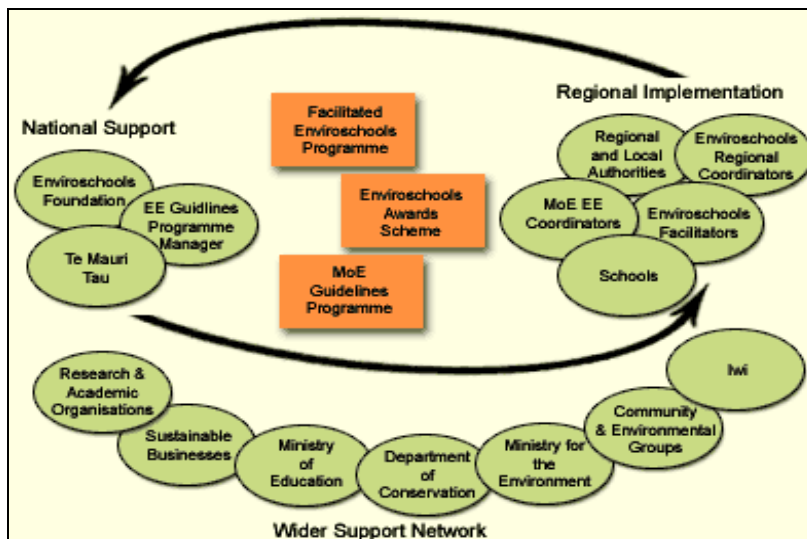 National Support
Enviroschools
Foundation
EE Guidlines
Programme
Manager
Te Mauri
Tau
Facilitated
Enviroschools
Programme
Enviroschools
Awards
Scheme
MoE
Guidelines
Programme
Regional Implementation
Regional
and Local
Authorities
Enviroschools
Regional
Coordinators
MoE EE
Coordinators
Enviroschools
Facilitators
Schools
Research &
Academic
Organisations
Sustainable
Businesses
Ministry
of
Education
Department
of
Conservation
Ministry for
the
Environment
Community
& Environmental
Groups
Iwi
Wider Support Network